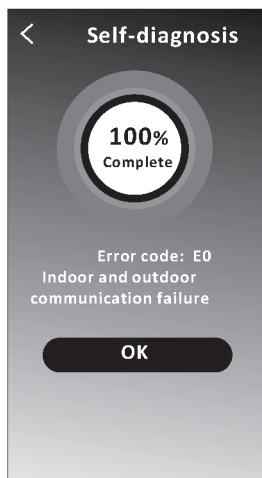 Self-diagnosis
100%
Complete
Error code: E0
Indoor and outdoor
communication failure
OK